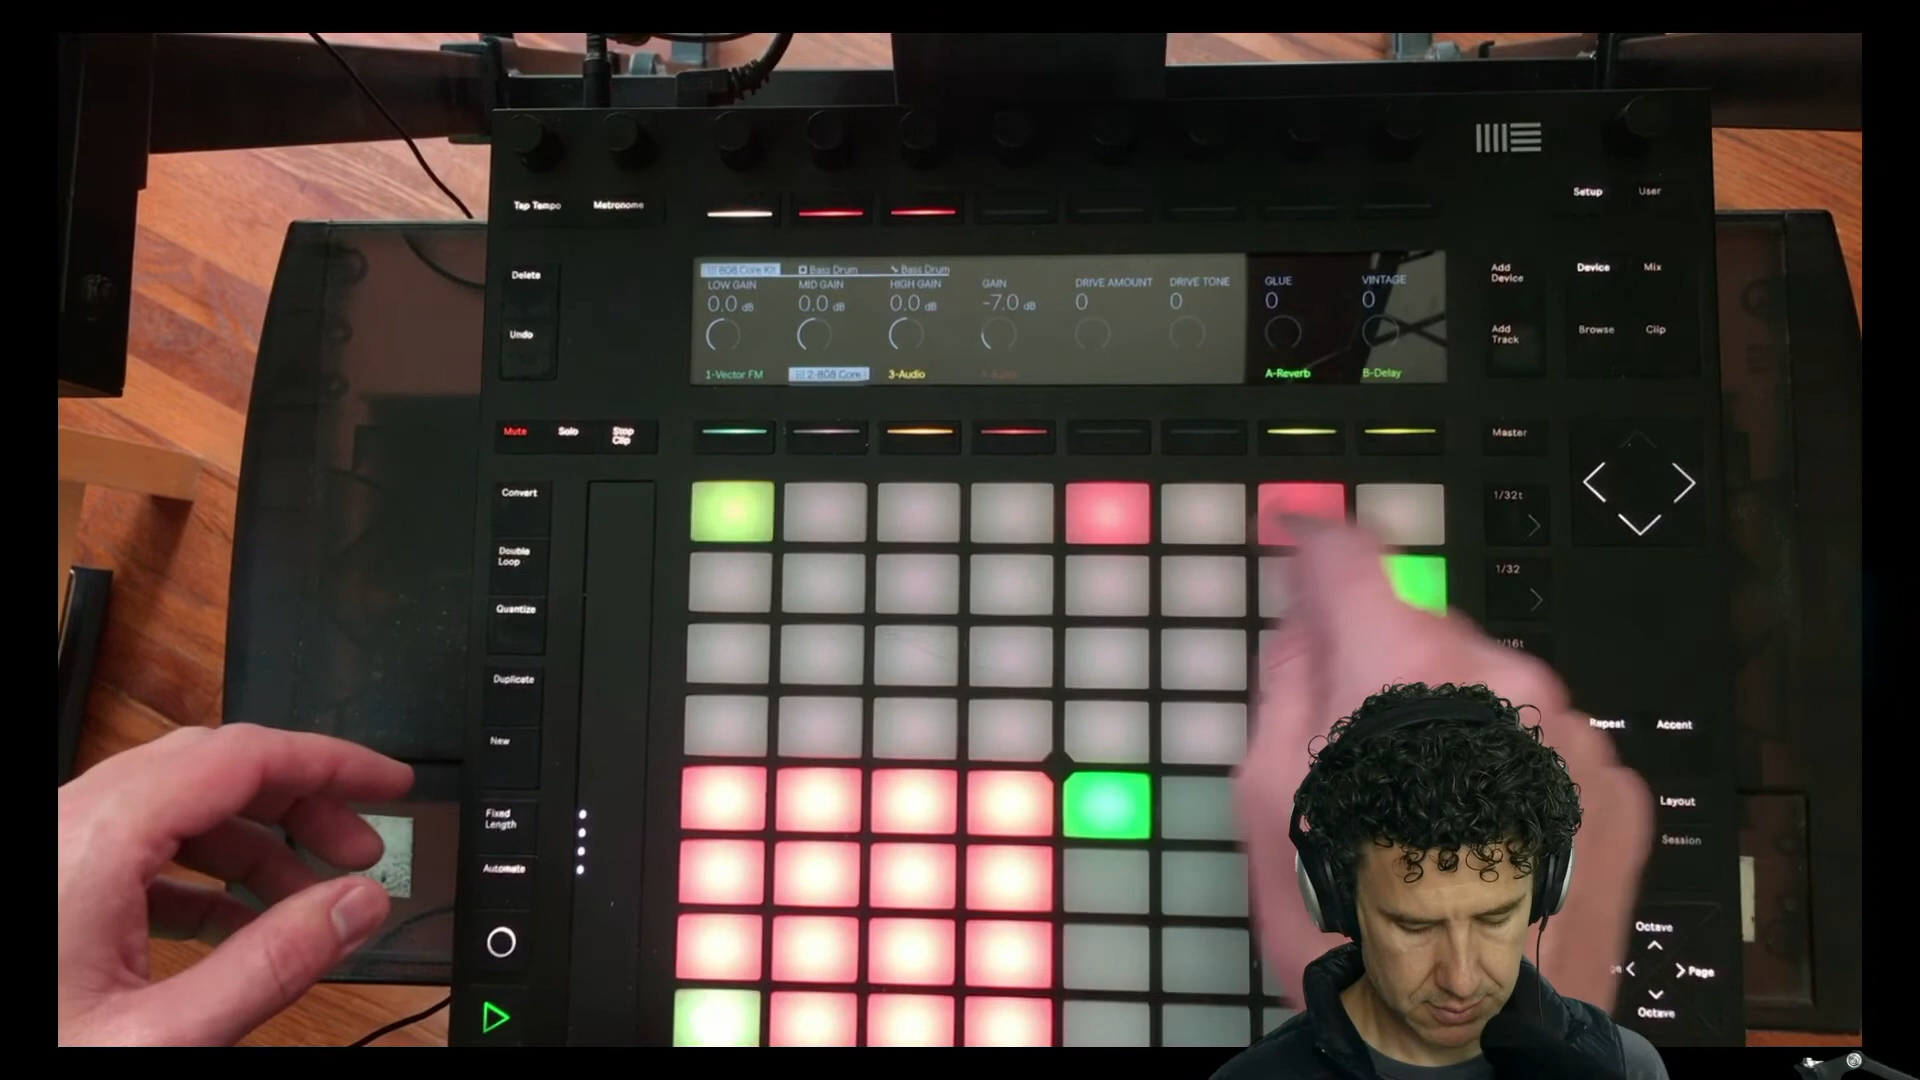 Tap Tempo
Metronome
Setup
User
Delete
Undo
808 Core Kit
Bass Drum
Bass Drum
LOW GAIN
MID GAIN
HIGH GAIN
GAIN
DRIVE AMOUNT
DRIVE TONE
GLUE
VINTAGE
0.0 dB
0.0 dB
0.0 dB
-7.0 dB
0
0
0
0
1-Vector FM
2-808 Core
3-Audio
A-Reverb
B-Delay
Add
Device
Device
Mix
Add
Track
Browse
Clip
Mute
Solo
Stop
Clip
Master
Convert
Double
Loop
Quantize
Duplicate
New
Fixed
Length
Automate
1/32t
1/32
Repeat
Accent
Layout
Session
Octave
Page
Octave